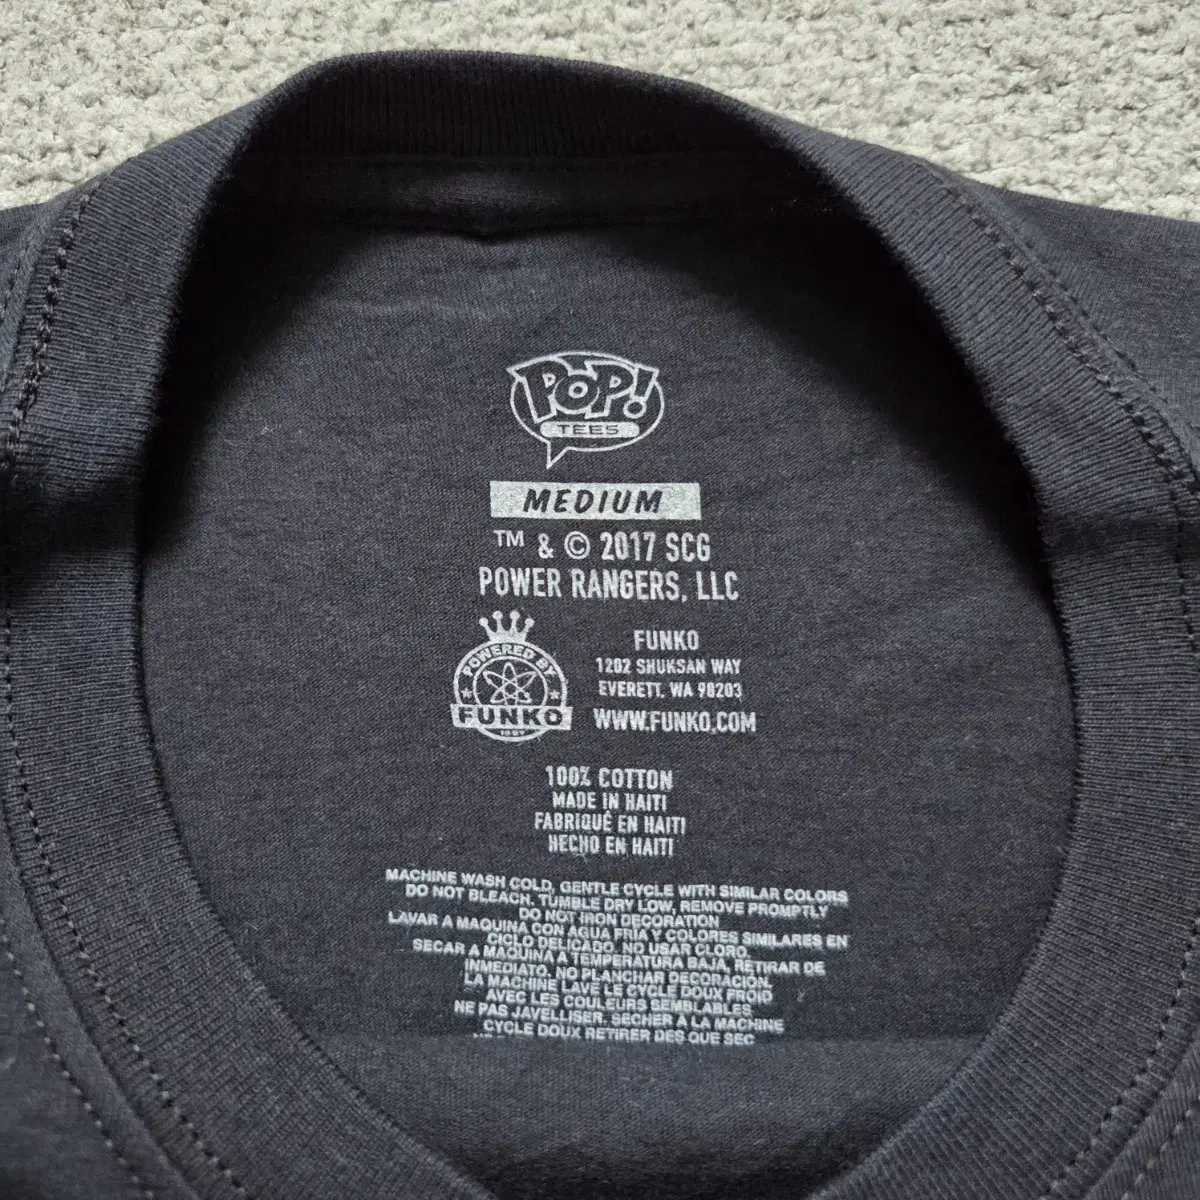 POP!
TEES
MEDIUM
™ & © 2017 SCG
POWER RANGERS, LLC
POWERED BY
FUNKO
FUNKO
1202 SHUKSAN WAY
EVERETT, WA 98203
WWW.FUNKO.COM
100% COTTON
MADE IN HAITI
FABRIQUÉ EN HAITI
HECHO EN HAITI
MACHINE WASH COLD, GENTLE CYCLE WITH SIMILAR COLORS
DO NOT BLEACH. TUMBLE DRY LOW, REMOVE PROMPTLY
DO NOT IRON DECORATION
LAVAR A MAQUINA CON AGUA FRIA Y COLORES SIMILARES EN
CICLO DELICADO. NO USAR CLORO.
SECAR A MAQUINA A TEMPERATURA BAJA, RETIRAR DE
INMEDIATO. NO PLANCHAR DECORACIÓN.
LA MACHINE LAVE LE CYCLE DOUX FROID
AVEC LES COULEURS SEMBLABLES
NE PAS JAVELLISER. SECHER A LA MACHINE
CYCLE DOUX RETIRER DES QUE SEC